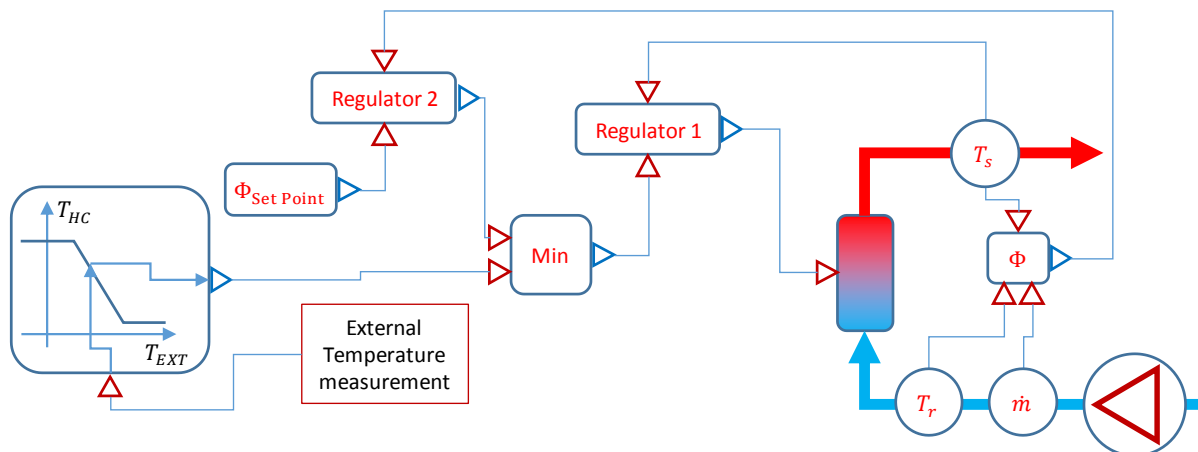 Regulator 2
Regulator 1
T_s
Φ_Set Point
T_HC
Min
Φ
External
Temperature
measurement
T_EXT
T_r
ṁ